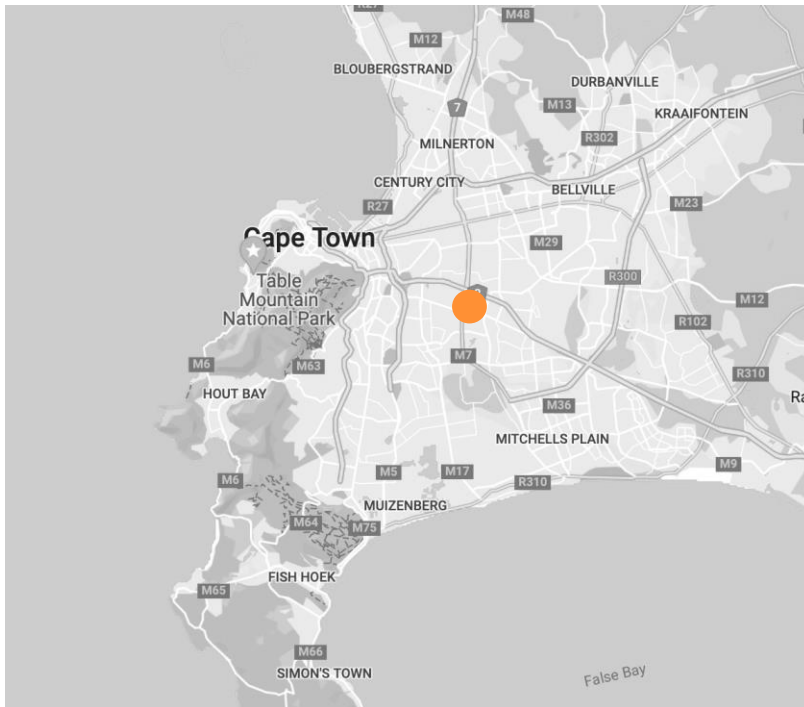 R27
M48
M12
BLOUBERGSTRAND
DURBANVILLE
7
M13
KRAAIFONTEIN
R302
MILNERTON
CENTURY CITY
BELLVILLE
R27
M23
Cape Town
M29
Table
Mountain
National Park
R300
M12
R102
M7
M6
M63
R310
HOUT BAY
Ra
M36
MITCHELLS PLAIN
M9
M6
M5
M17
R310
MUIZENBERG
M64
M75
FISH HOEK
M65
M66
SIMON'S TOWN
False Bay